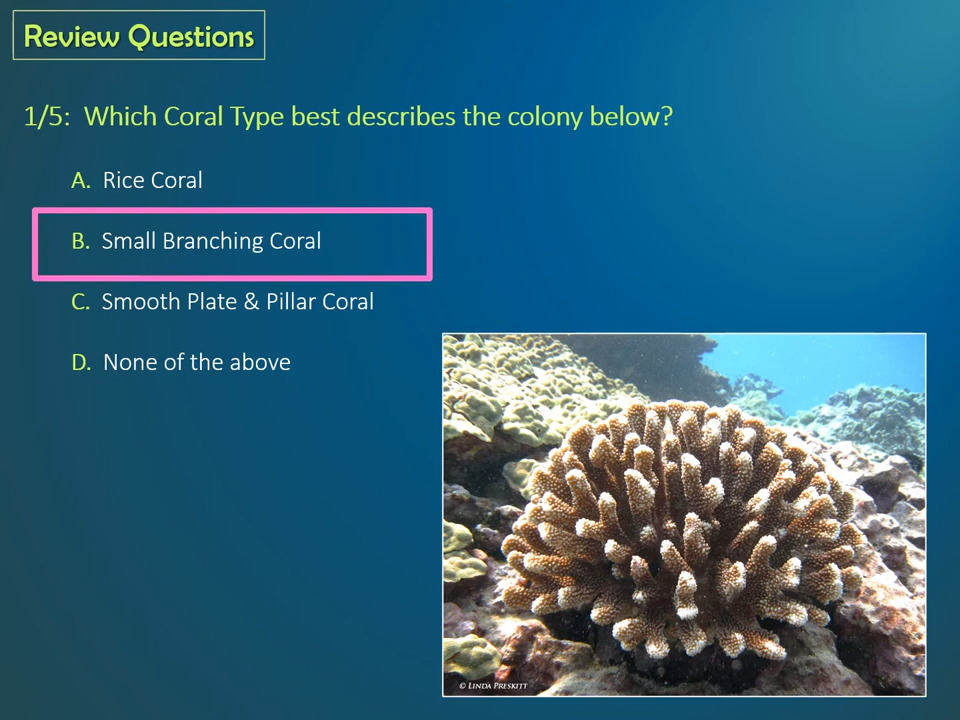 Review Questions
1/5: Which Coral Type best describes the colony below?
A. Rice Coral
B. Small Branching Coral
C. Smooth Plate & Pillar Coral
D. None of the above
© Linda Preskitt